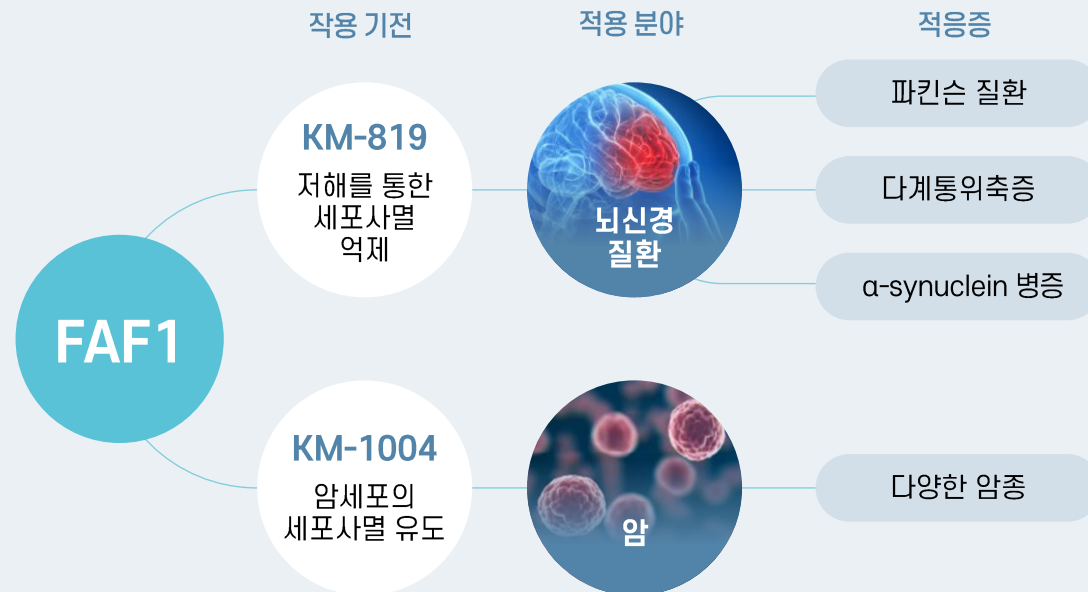 작용 기전
적용 분야
적응증
FAF1
KM-819
저해를 통한
세포사멸
억제
뇌신경
질환
파킨슨 질환
다계통위축증
α-synuclein 병증
KM-1004
암세포의
세포사멸 유도
암
다양한 암종